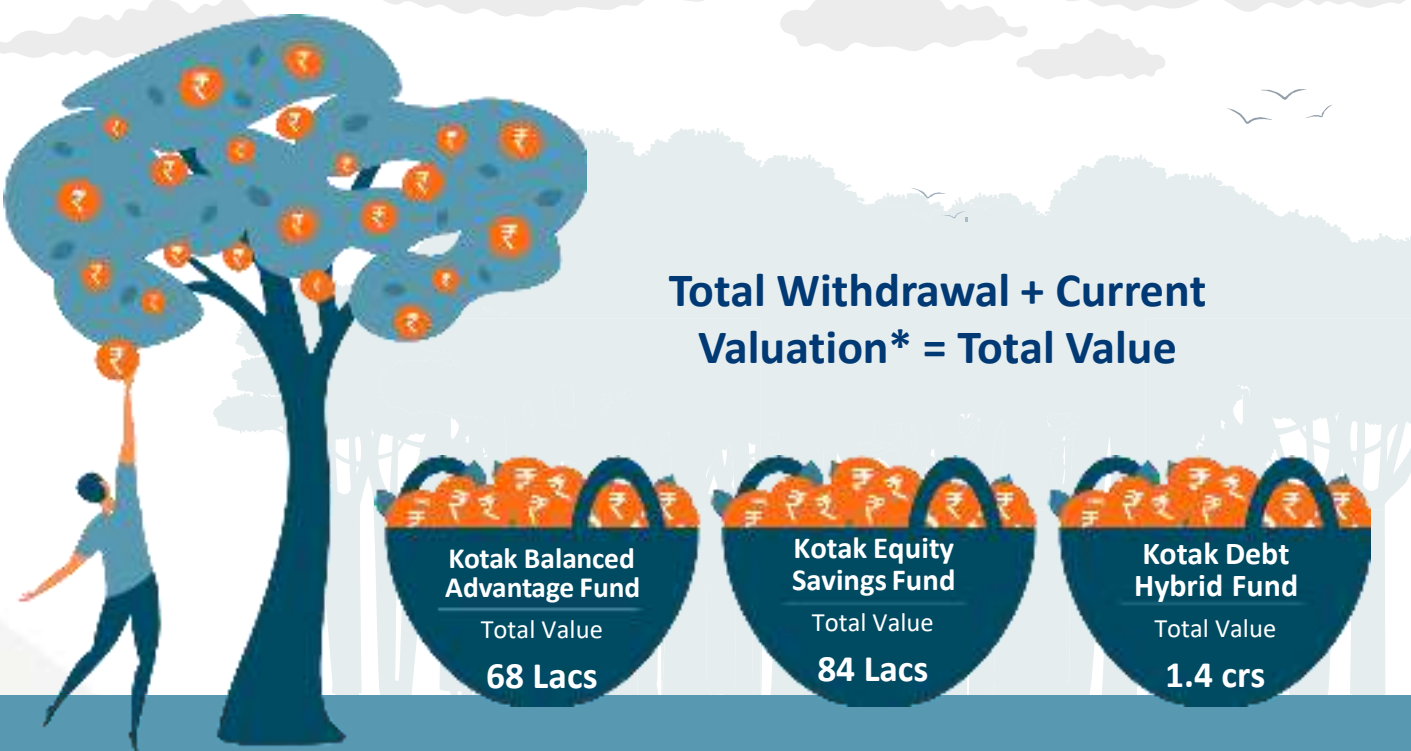 Total Withdrawal + Current
Valuation* = Total Value
Kotak Balanced
Advantage Fund
Total Value
68 Lacs
Kotak Equity
Savings Fund
Total Value
84 Lacs
Kotak Debt
Hybrid Fund
Total Value
1.4 crs